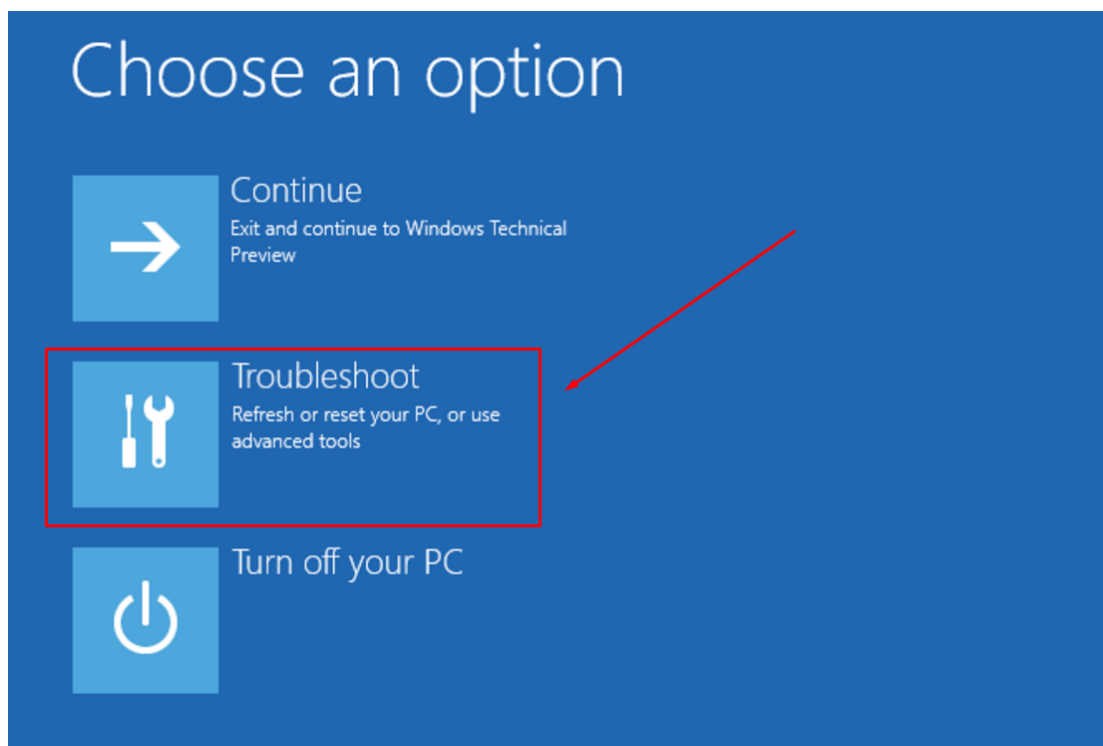 Choose an option
Continue
Exit and continue to Windows Technical
Preview
Troubleshoot
Refresh or reset your PC, or use
advanced tools
Turn off your PC